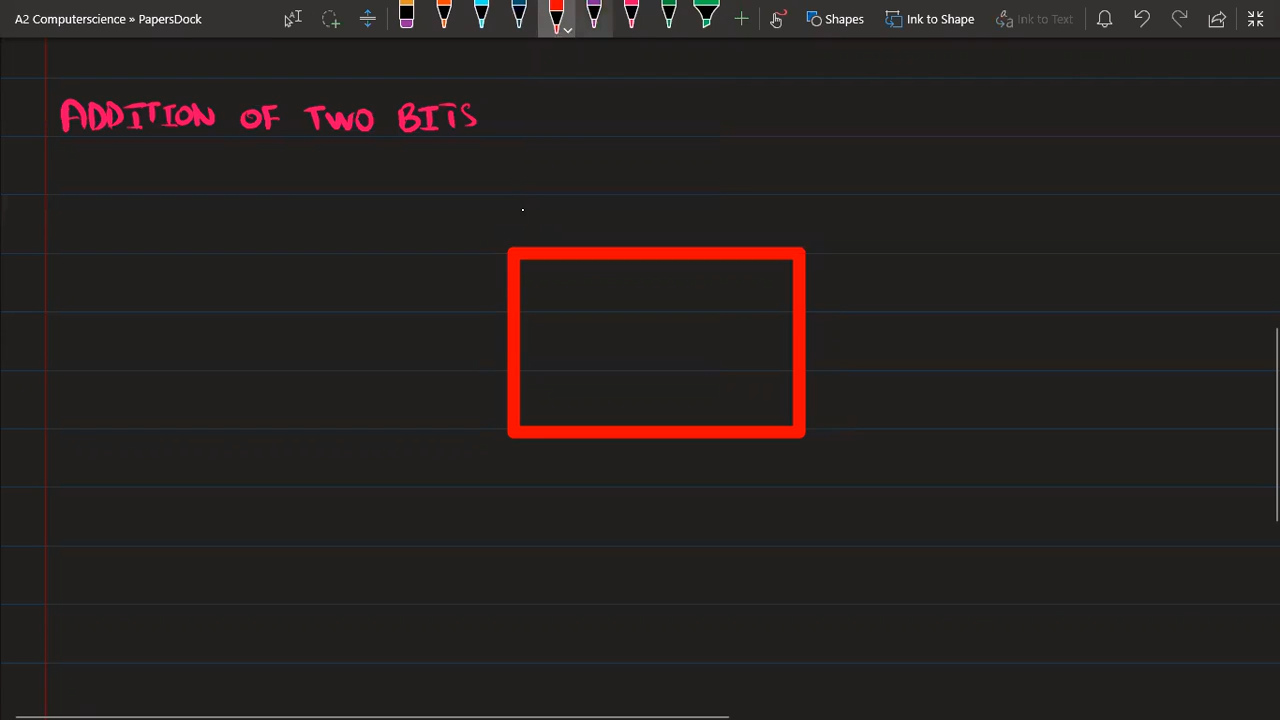 A2 Computerscience » PapersDock
Shapes
Ink to Shape
Ink to Text
ADDITION OF TWO BITS